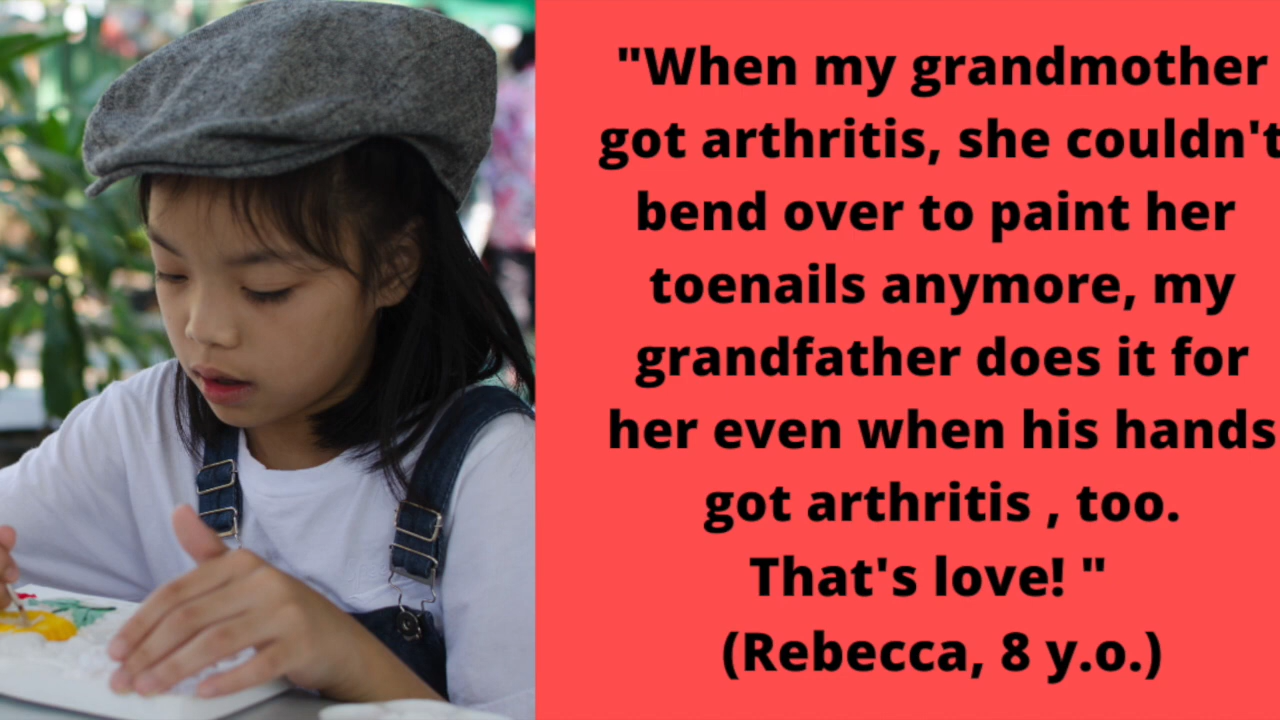 "When my grandmother
got arthritis, she couldn't
bend over to paint her
toenails anymore, my
grandfather does it for
her even when his hands
got arthritis , too.
That's love! "
(Rebecca, 8 y.o.)